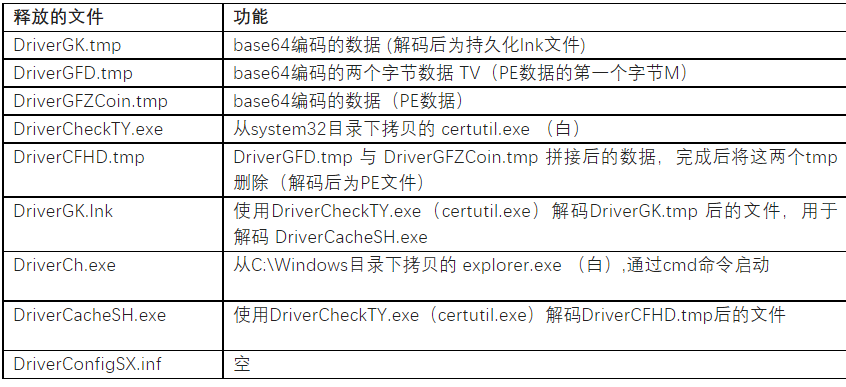 释放的文件 功能
DriverGK.tmp base64编码的数据 (解码后为持久化lnk文件)
DriverGFD.tmp base64编码的两个字节数据 TV（PE数据的第一个字节M）
DriverGFZCoin.tmp base64编码的数据（PE数据）
DriverCheckTY.exe 从system32目录下拷贝的 certutil.exe （白）
DriverCFHD.tmp DriverGFD.tmp 与 DriverGFZCoin.tmp 拼接后的数据，完成后将这两个tmp
删除（解码后为PE文件）
DriverGK.lnk 使用DriverCheckTY.exe（certutil.exe）解码DriverGK.tmp 后的文件，用于
解码 DriverCacheSH.exe
DriverCh.exe 从C:\Windows目录下拷贝的 explorer.exe （白）,通过cmd命令启动
DriverCacheSH.exe 使用DriverCheckTY.exe（certutil.exe）解码DriverCFHD.tmp后的文件
DriverConfigSX.inf 空